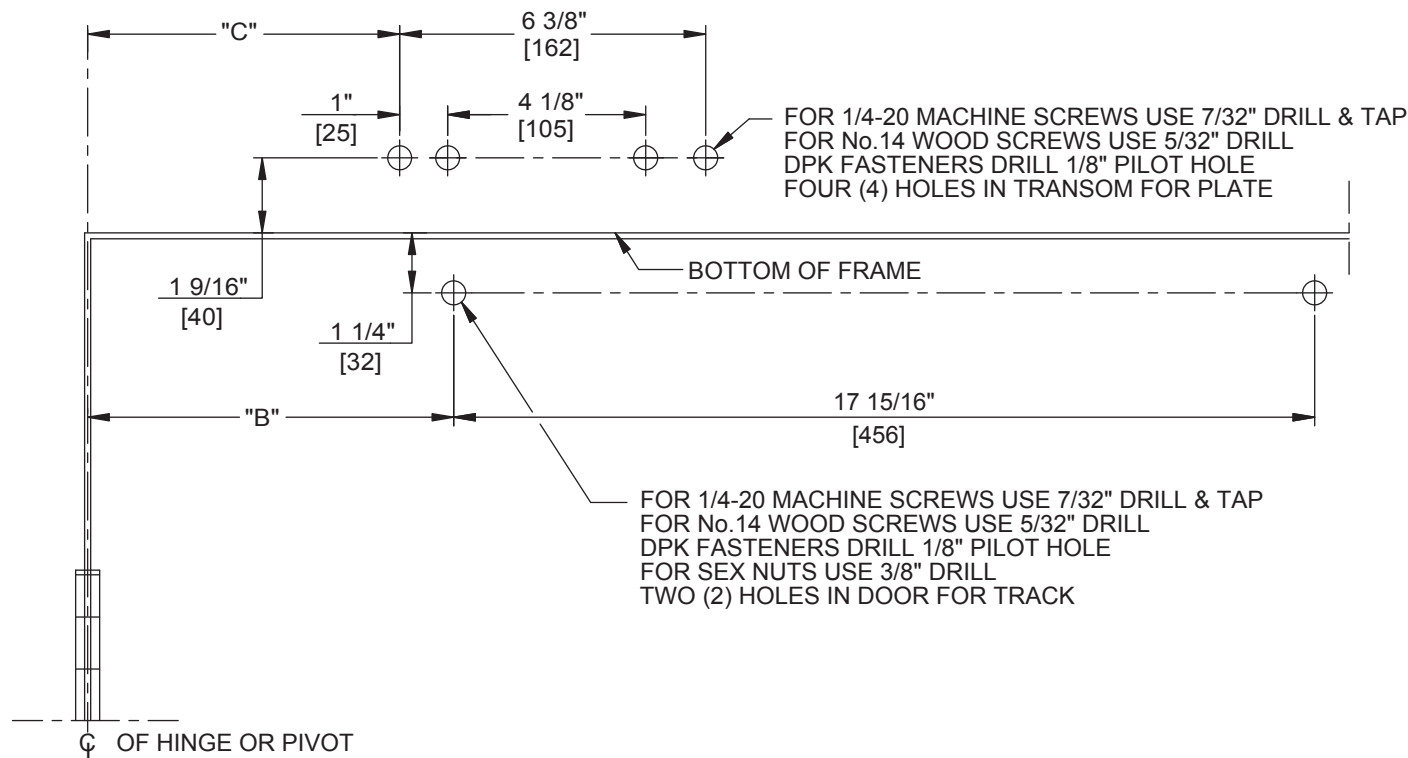 "C"
6 3/8"
[162]
1"
[25]
4 1/8"
[105]
FOR 1/4-20 MACHINE SCREWS USE 7/32" DRILL & TAP
FOR No.14 WOOD SCREWS USE 5/32" DRILL
DPK FASTENERS DRILL 1/8" PILOT HOLE
FOUR (4) HOLES IN TRANSOM FOR PLATE
BOTTOM OF FRAME
1 9/16"
[40]
1 1/4"
[32]
"B"
17 15/16"
[456]
FOR 1/4-20 MACHINE SCREWS USE 7/32" DRILL & TAP
FOR No.14 WOOD SCREWS USE 5/32" DRILL
DPK FASTENERS DRILL 1/8" PILOT HOLE
FOR SEX NUTS USE 3/8" DRILL
TWO (2) HOLES IN DOOR FOR TRACK
℄ OF HINGE OR PIVOT